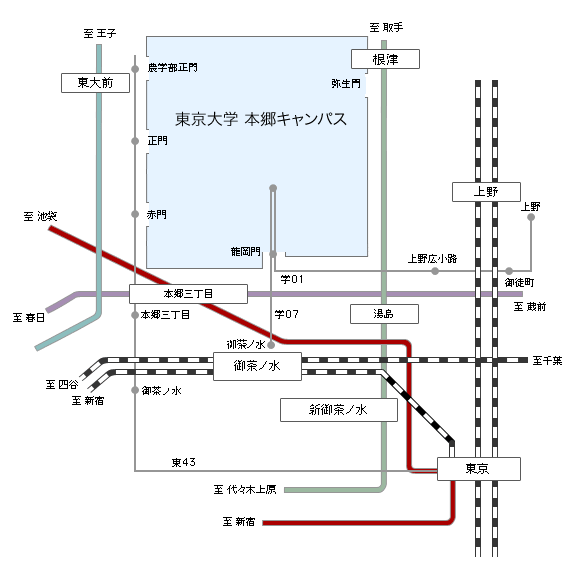 至 王子
至 取手
東大前
農学部正門
根津
弥生門
東京大学 本郷キャンパス
正門
上野
上野
至 池袋
赤門
龍岡門
上野広小路
学01
御徒町
本郷三丁目
至 蔵前
至 春日
本郷三丁目
学07
湯島
御茶ノ水
御茶ノ水
至千葉
至 四谷
至 新宿
御茶ノ水
新御茶ノ水
東43
東京
至 代々木上原
至 新宿